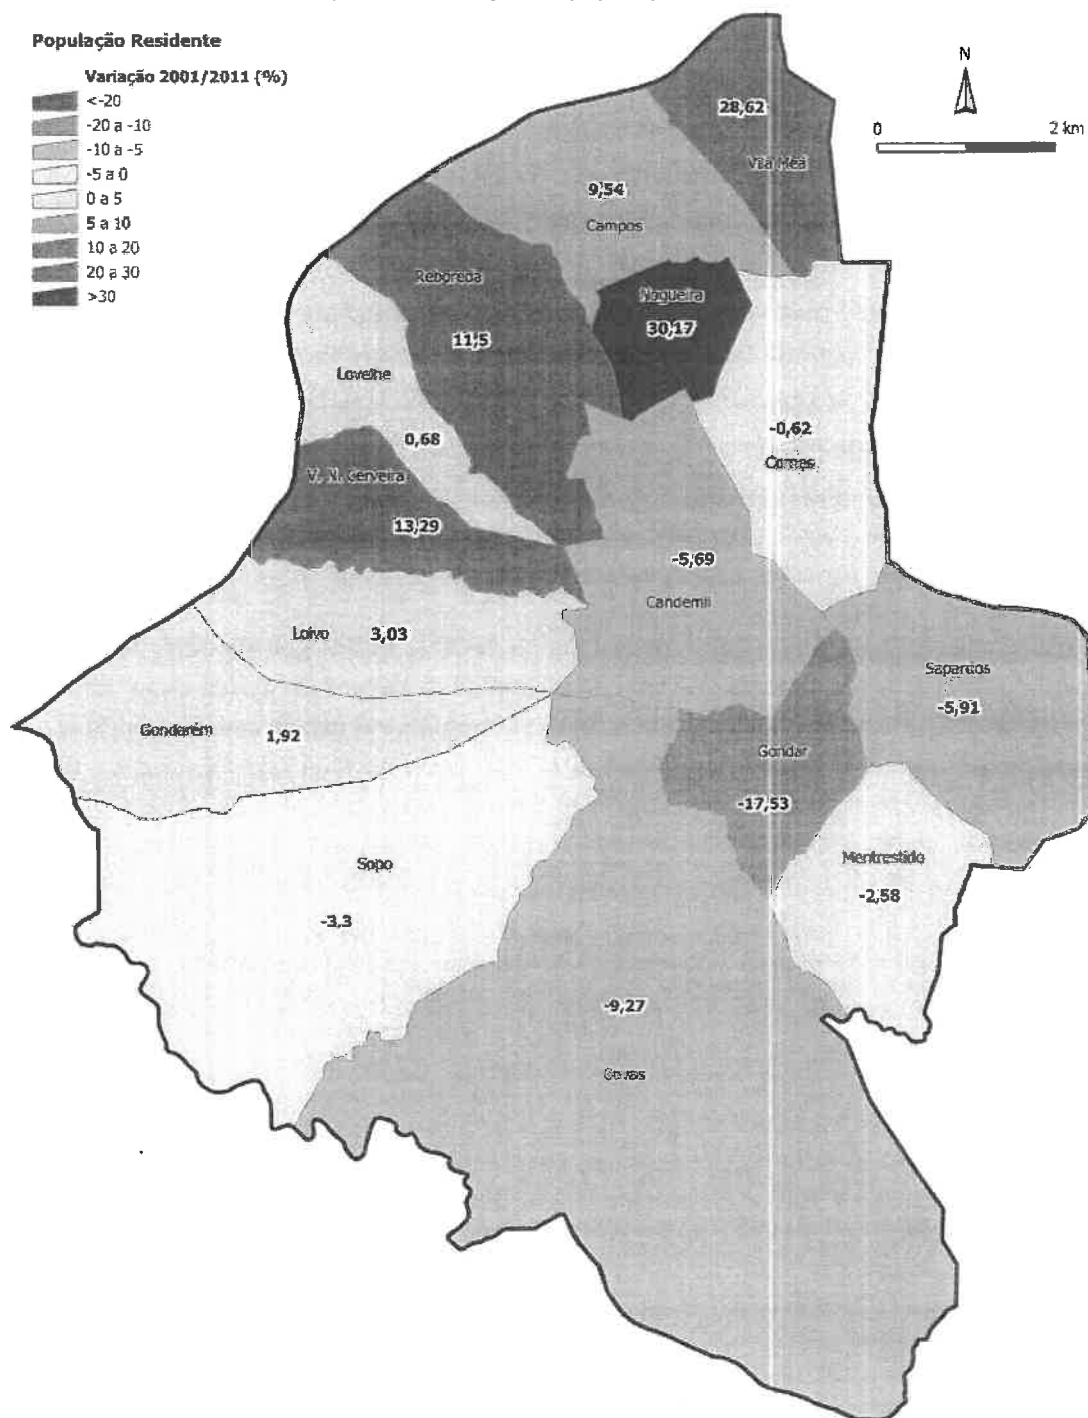 População Residente
Variação 2001/2011 (%)
<-20
-20 a -10
-10 a -5
-5 a 0
0 a 5
5 a 10
10 a 20
20 a 30
>30
N
0 2 km
28,62
Vila Meã
9,54
Campos
Reboreda
11,5
Nogueira
30,17
Lovelhe
0,68
-0,62
Cornes
V. N. Cerveira
13,29
-5,69
Candemil
Loivo 3,03
Sapardos
-5,91
Gondarém
1,92
Gondar
-17,53
Mentrestido
-2,58
Sopo
-3,3
-9,27
Covas